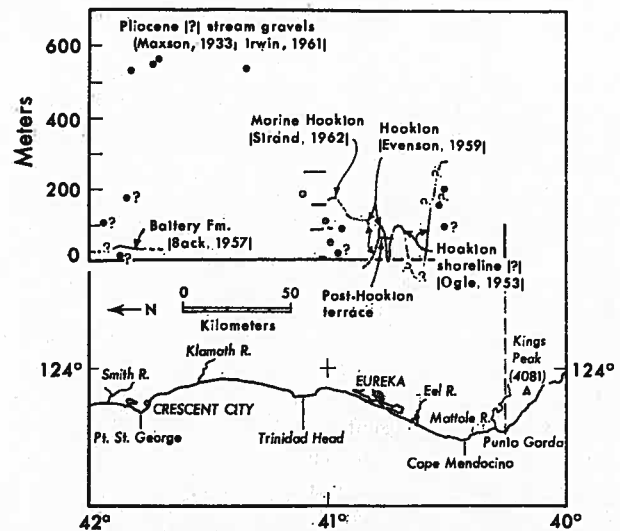 Pliocene |?| stream gravels
(Maxson, 1933; Irwin, 1961)
600
400
200
0
Meters
Marine Hookton
|Strand, 1962|
Hookton
|Evenson, 1959|
?
?
Battery Fm.
|Back, 1957|
?
?
?
?
?
?
?
?
?
Hookton
shoreline |?|
|Ogle, 1953|
Post-Hookton
terrace
N
0 50
Kilometers
124°
124°
Kings
Peak
(4081)
Smith R.
Klamath R.
CRESCENT CITY
Pt. St. George
Trinidad Head
EUREKA
Eel R.
Mattole R.
Punta Gorda
Cape Mendocino
42°
41°
40°